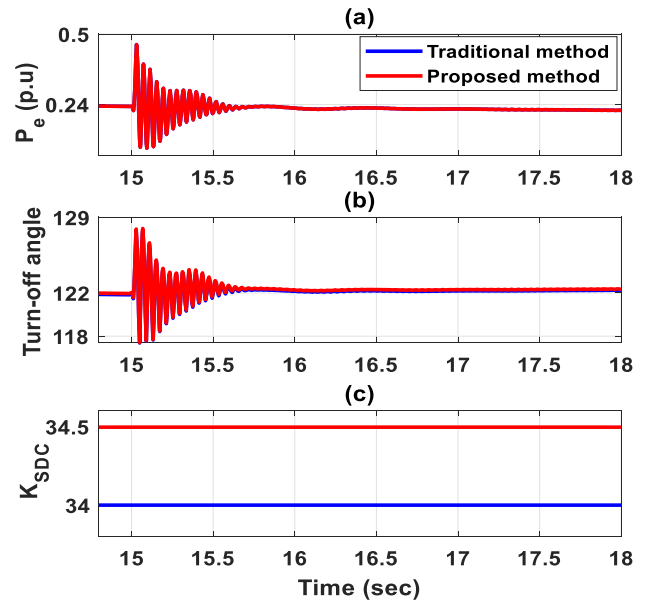 (a)
0.5
0.24
P_e (p.u)
Traditional method
Proposed method
15 15.5 16 16.5 17 17.5 18
(b)
129
122
118
Turn-off angle
15 15.5 16 16.5 17 17.5 18
(c)
34.5
34
K_SDC
15 15.5 16 16.5 17 17.5 18
Time (sec)